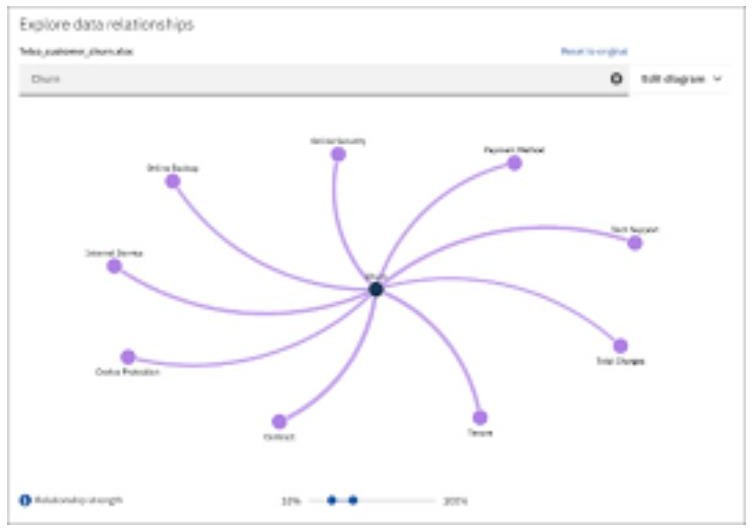 Explore data relationships
Telco_customer_churn.xlsx
Reset to original
Churn
Edit diagram
Online Security
Payment Method
Online Backup
Tech Support
Internet Service
Churn
Total Charges
Device Protection
Contract
Tenure
Relationship strength
100%